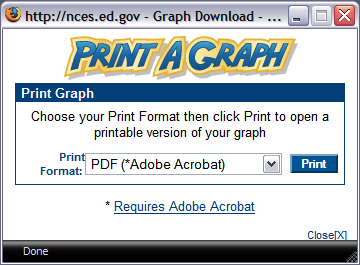 http://nces.ed.gov - Graph Download - ...
PRINT A GRAPH
Print Graph
Choose your Print Format then click Print to open a
printable version of your graph
Print
Format:
PDF (*Adobe Acrobat)
Print
* Requires Adobe Acrobat
Close[X]
Done